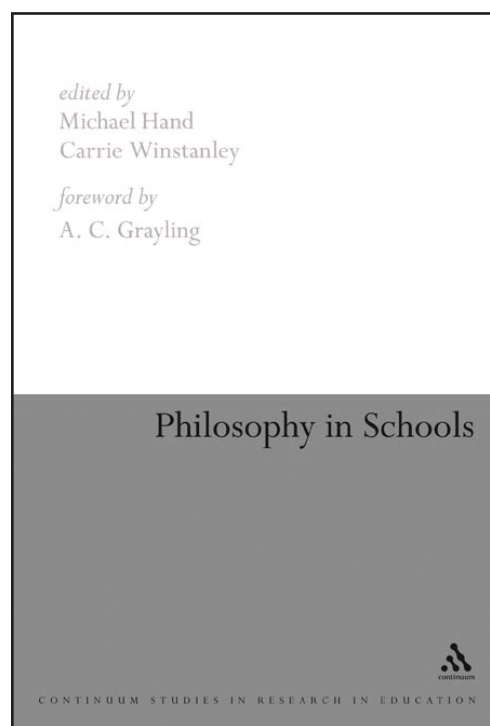 edited by
Michael Hand
Carrie Winstanley
foreword by
A. C. Grayling
Philosophy in Schools
continuum
CONTINUUM STUDIES IN RESEARCH IN EDUCATION